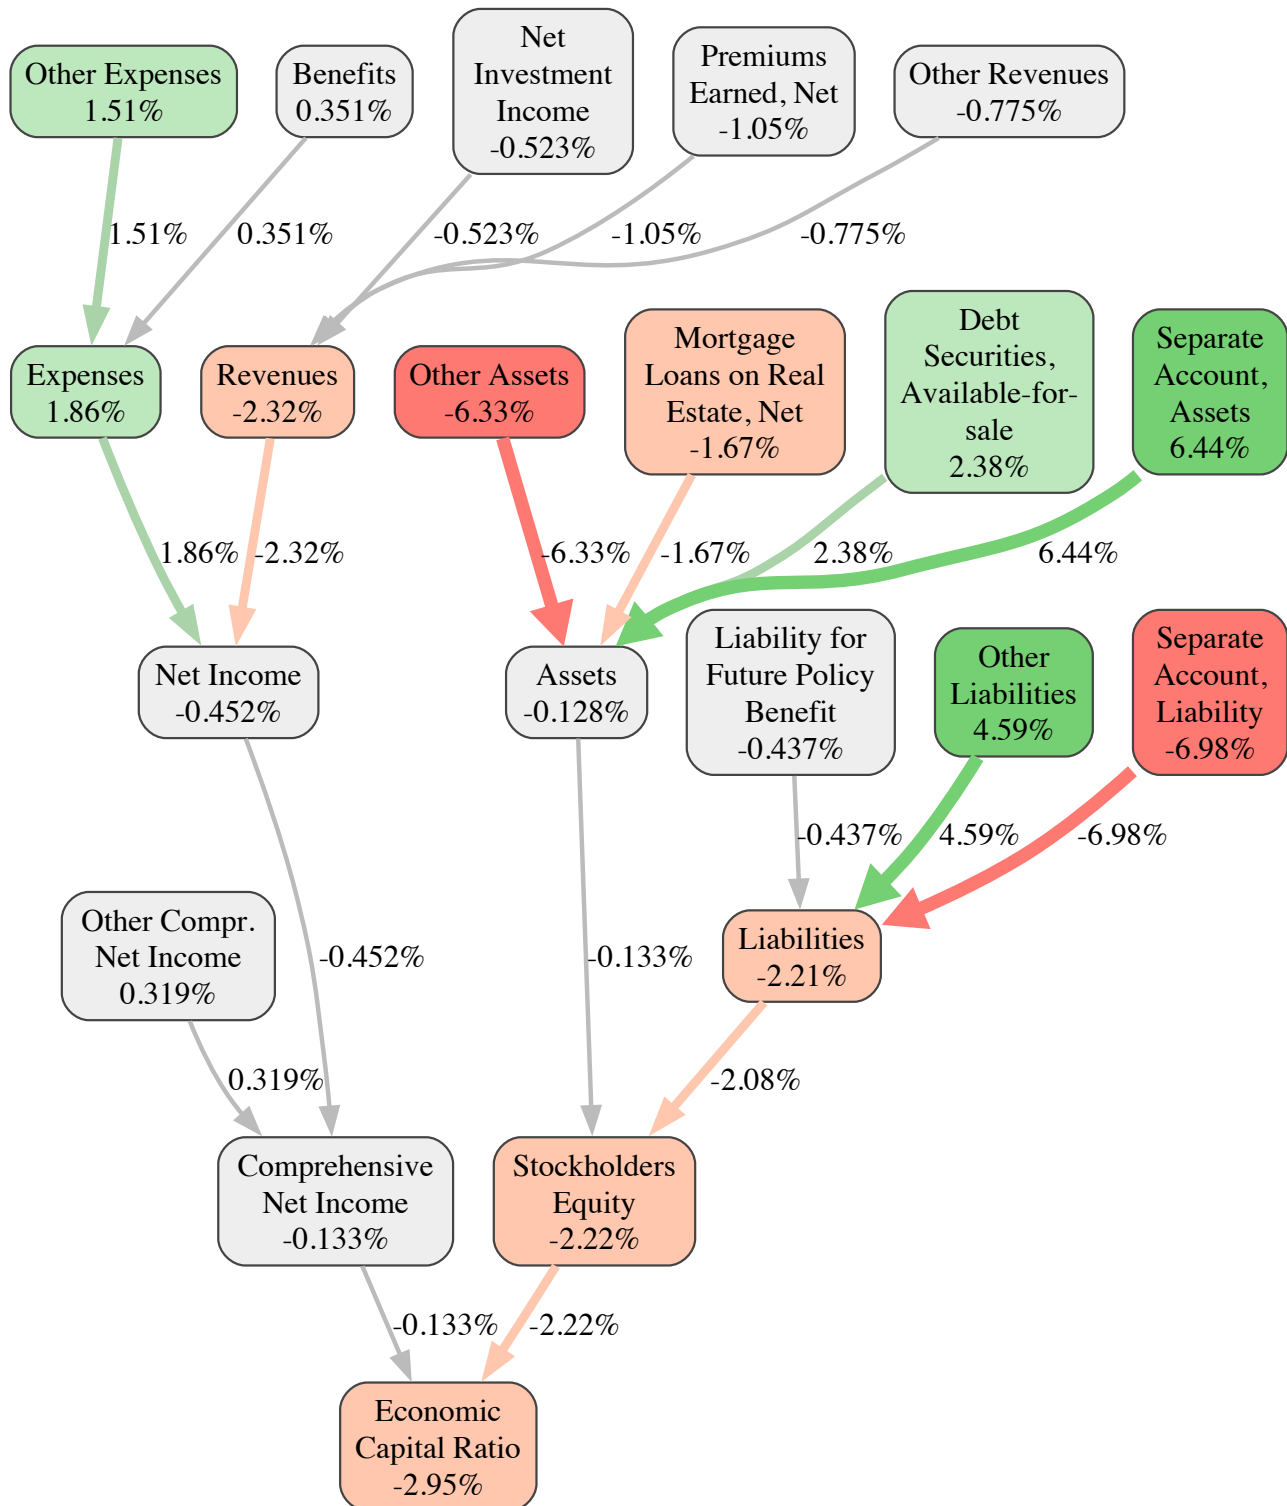 Other Expenses
1.51%
Benefits
0.351%
Net
Investment
Income
-0.523%
Premiums
Earned, Net
-1.05%
Other Revenues
-0.775%
1.51%
0.351%
-0.523%
-1.05%
-0.775%
Expenses
1.86%
Revenues
-2.32%
Other Assets
-6.33%
Mortgage
Loans on Real
Estate, Net
-1.67%
Debt
Securities,
Available-for-
sale
2.38%
Separate
Account,
Assets
6.44%
1.86%
-2.32%
-6.33%
-1.67%
2.38%
6.44%
Net Income
-0.452%
Assets
-0.128%
Liability for
Future Policy
Benefit
-0.437%
Other
Liabilities
4.59%
Separate
Account,
Liability
-6.98%
-0.437%
4.59%
-6.98%
Other Compr.
Net Income
0.319%
-0.452%
-0.133%
Liabilities
-2.21%
0.319%
-2.08%
Comprehensive
Net Income
-0.133%
Stockholders
Equity
-2.22%
-0.133%
-2.22%
Economic
Capital Ratio
-2.95%